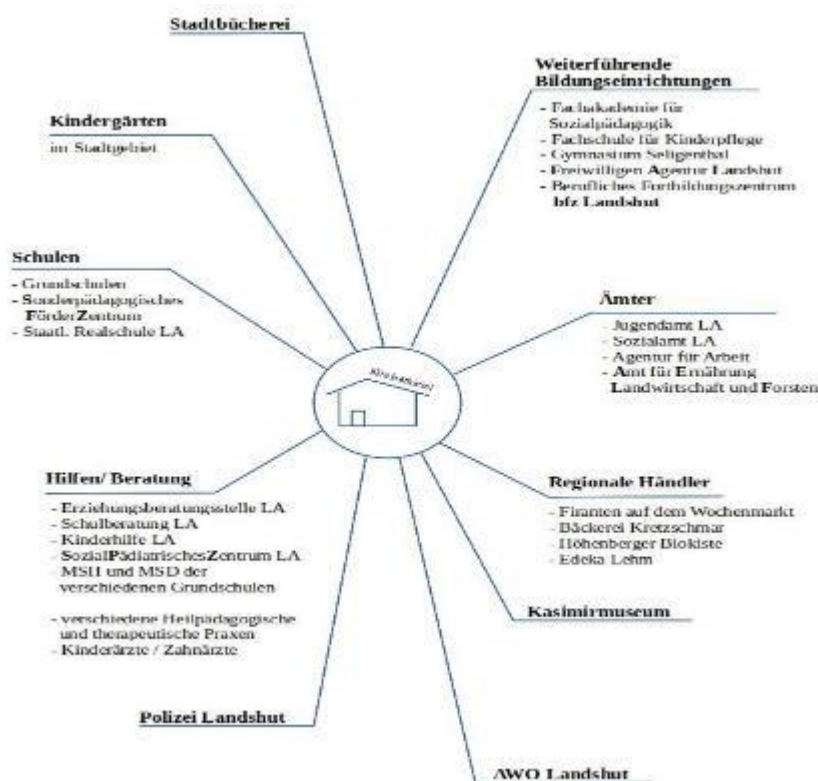 Stadtbücherei
Weiterführende
Bildungseinrichtungen
- Fachakademie für
Sozialpädagogik
- Fachschule für Kinderpflege
- Gymnasium Seligenthal
- Freiwilligen Agentur Landshut
- Berufliches Fortbildungszentrum
bfz Landshut
Kindergärten
im Stadtgebiet
Schulen
- Grundschulen
- Sonderpädagogisches
FörderZentrum
- Staatl. Realschule LA
Ämter
- Jugendamt LA
- Sozialamt LA
- Agentur für Arbeit
- Amt für Ernährung
Landwirtschaft und Forsten
Hilfen/ Beratung
- Erziehungsberatungsstelle LA
- Schulberatung LA
- Kinderhilfe LA
- SozialPädiatrischesZentrum LA
- MSH und MSD der
verschiedenen Grundschulen
- verschiedene Heilpädagogische
und therapeutische Praxen
- Kinderärzte / Zahnärzte
Regionale Händler
- Firanten auf dem Wochenmarkt
- Bäckerei Kretzschmar
- Höhenberger Biokiste
- Edeka Lehm
Kasimirmuseum
Polizei Landshut
AWO Landshut